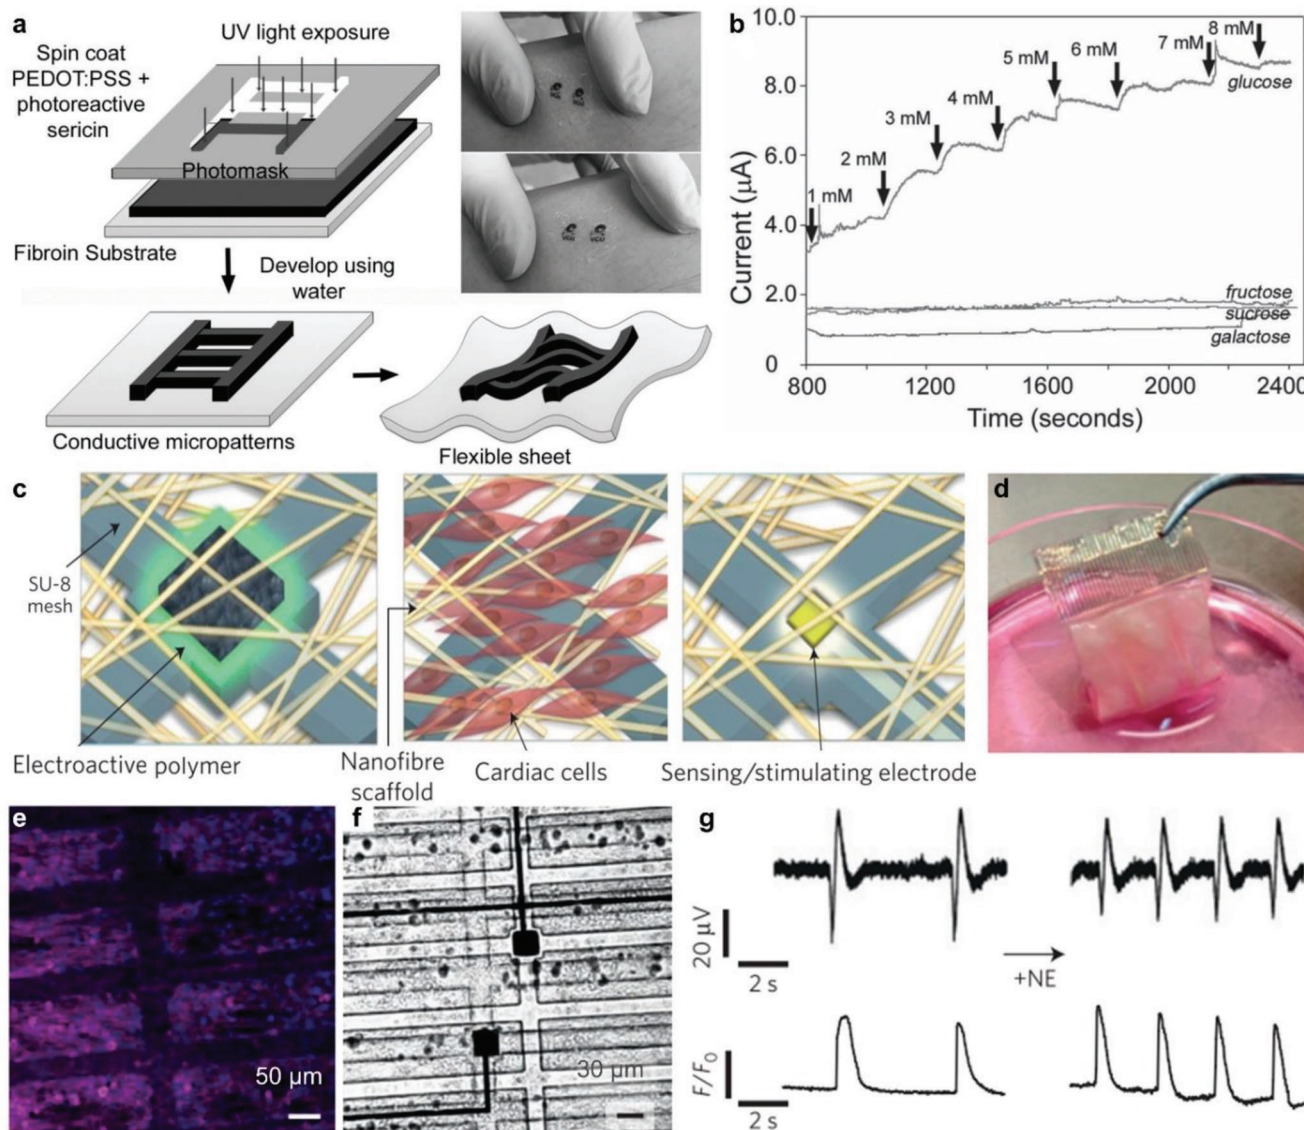 a
UV light exposure
Spin coat
PEDOT:PSS +
photoreactive
sericin
Photomask
Fibroin Substrate
Develop using
water
Conductive micropatterns
Flexible sheet
b
10.0
8.0
6.0
4.0
2.0
0
Current (μA)
1 mM
2 mM
3 mM
4 mM
5 mM
6 mM
7 mM
8 mM
glucose
fructose
sucrose
galactose
800
1200
1600
2000
2400
Time (seconds)
c
SU-8
mesh
Electroactive polymer
Nanofibre
scaffold
Cardiac cells
Sensing/stimulating electrode
d
e
50 μm
f
30 μm
g
20 μV
2 s
+NE
F/F0
2 s